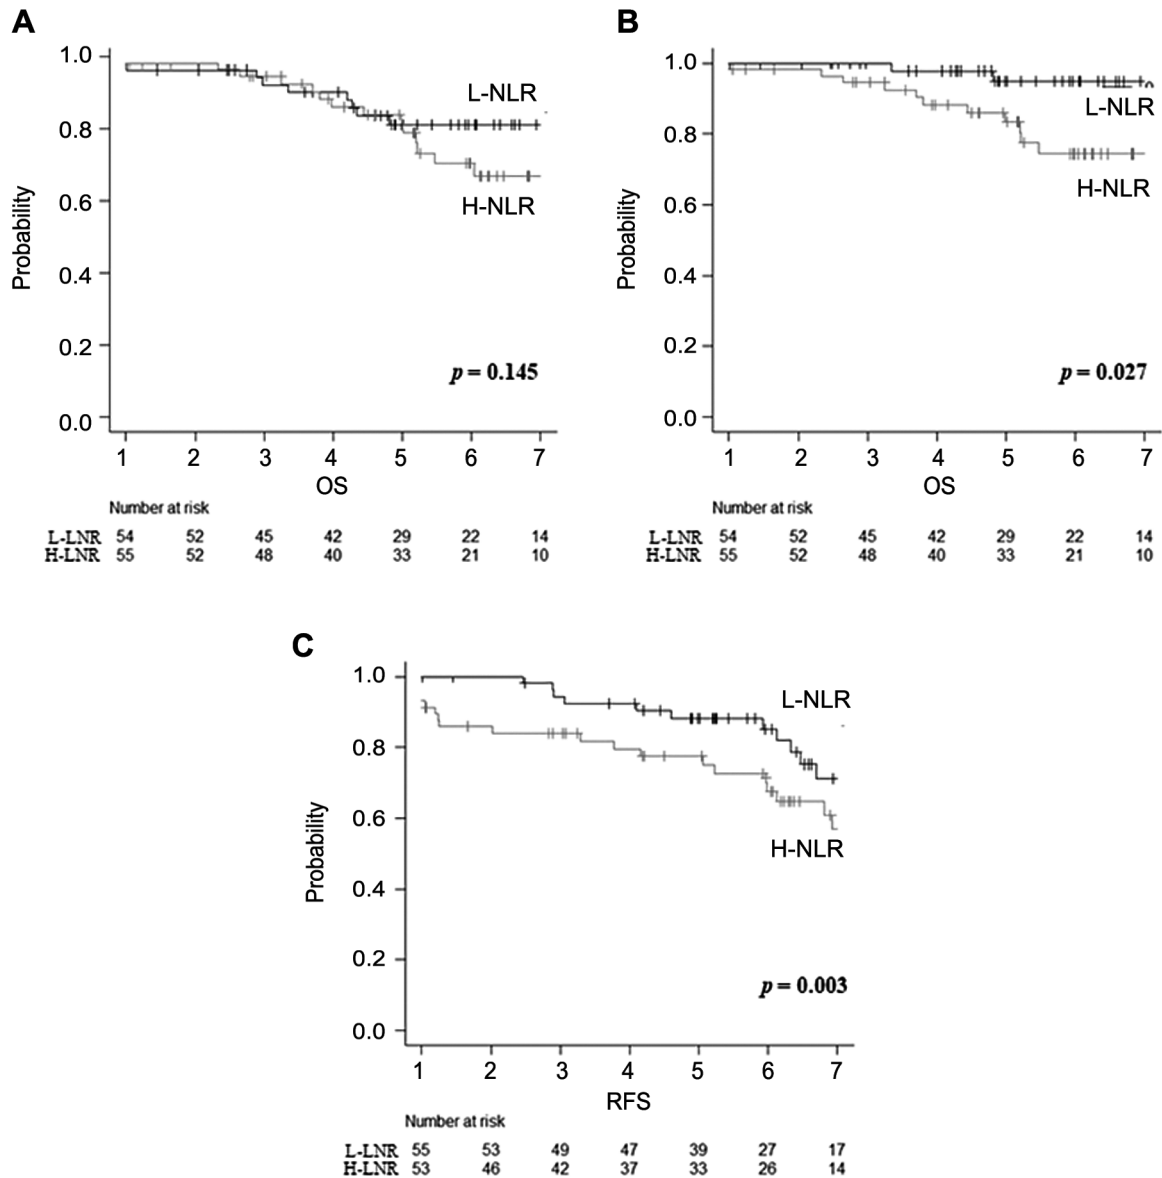 A
1.0
0.8
0.6
0.4
0.2
0.0
Probability
L-NLR
H-NLR
p = 0.145
1 2 3 4 5 6 7
OS
Number at risk
L-LNR 54 52 45 42 29 22 14
H-LNR 55 52 48 40 33 21 10
B
1.0
0.8
0.6
0.4
0.2
0.0
Probability
L-NLR
H-NLR
p = 0.027
1 2 3 4 5 6 7
OS
Number at risk
L-LNR 54 52 45 42 29 22 14
H-LNR 55 52 48 40 33 21 10
C
1.0
0.8
0.6
0.4
0.2
0.0
Probability
L-NLR
H-NLR
p = 0.003
1 2 3 4 5 6 7
RFS
Number at risk
L-LNR 55 53 49 47 39 27 17
H-LNR 53 46 42 37 33 26 14